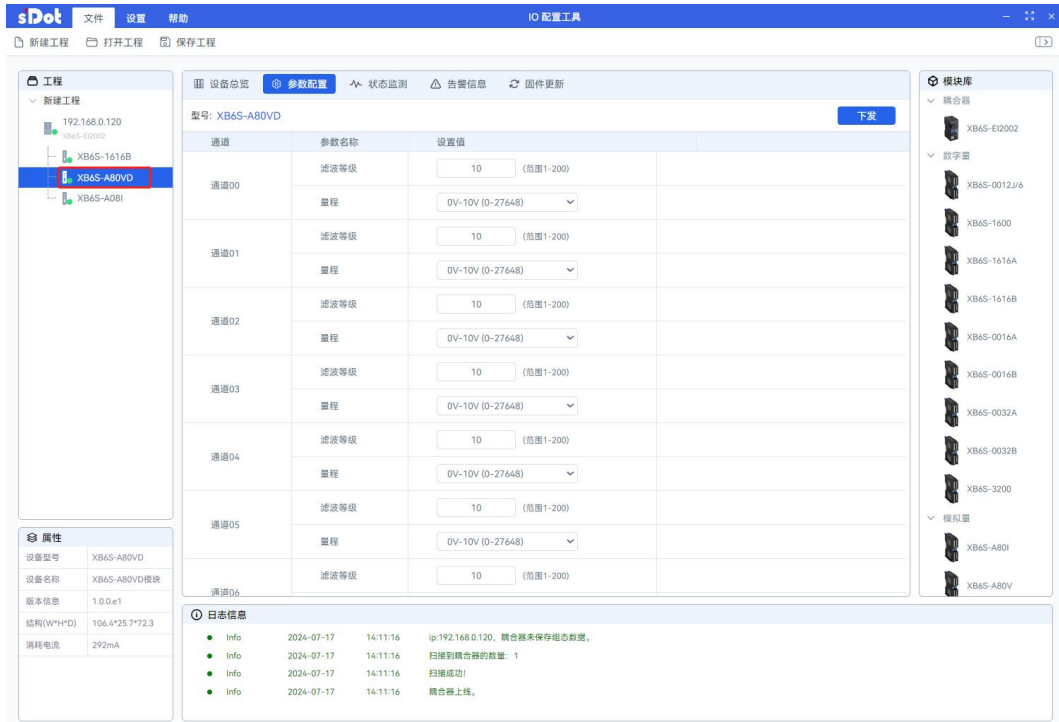 sDot 文件 设置 帮助 IO 配置工具
新建工程 打开工程 保存工程
工程
新建工程
192.168.0.120
XB6S-EI2002
XB6S-1616B
XB6S-A80VD
XB6S-A08I
属性
设备型号 XB6S-A80VD
设备名称 XB6S-A80VD模块
版本信息 1.0.0.e1
结构(W*H*D) 106.4*25.7*72.3
消耗电流 292mA
设备总览 参数配置 状态监测 告警信息 固件更新
型号: XB6S-A80VD 下发
通道 参数名称 设置值
通道00
滤波等级 10 (范围1-200)
量程 0V-10V (0-27648)
通道01
滤波等级 10 (范围1-200)
量程 0V-10V (0-27648)
通道02
滤波等级 10 (范围1-200)
量程 0V-10V (0-27648)
通道03
滤波等级 10 (范围1-200)
量程 0V-10V (0-27648)
通道04
滤波等级 10 (范围1-200)
量程 0V-10V (0-27648)
通道05
滤波等级 10 (范围1-200)
量程 0V-10V (0-27648)
通道06
滤波等级 10 (范围1-200)
日志信息
Info 2024-07-17 14:11:16 ip:192.168.0.120, 耦合器未保存组态数据。
Info 2024-07-17 14:11:16 扫描到耦合器的数量: 1
Info 2024-07-17 14:11:16 扫描成功!
Info 2024-07-17 14:11:16 耦合器上线。
模块库
耦合器
XB6S-EI2002
数字量
XB6S-0012J/6
XB6S-1600
XB6S-1616A
XB6S-1616B
XB6S-0016A
XB6S-0016B
XB6S-0032A
XB6S-0032B
XB6S-3200
模拟量
XB6S-A80I
XB6S-A80V